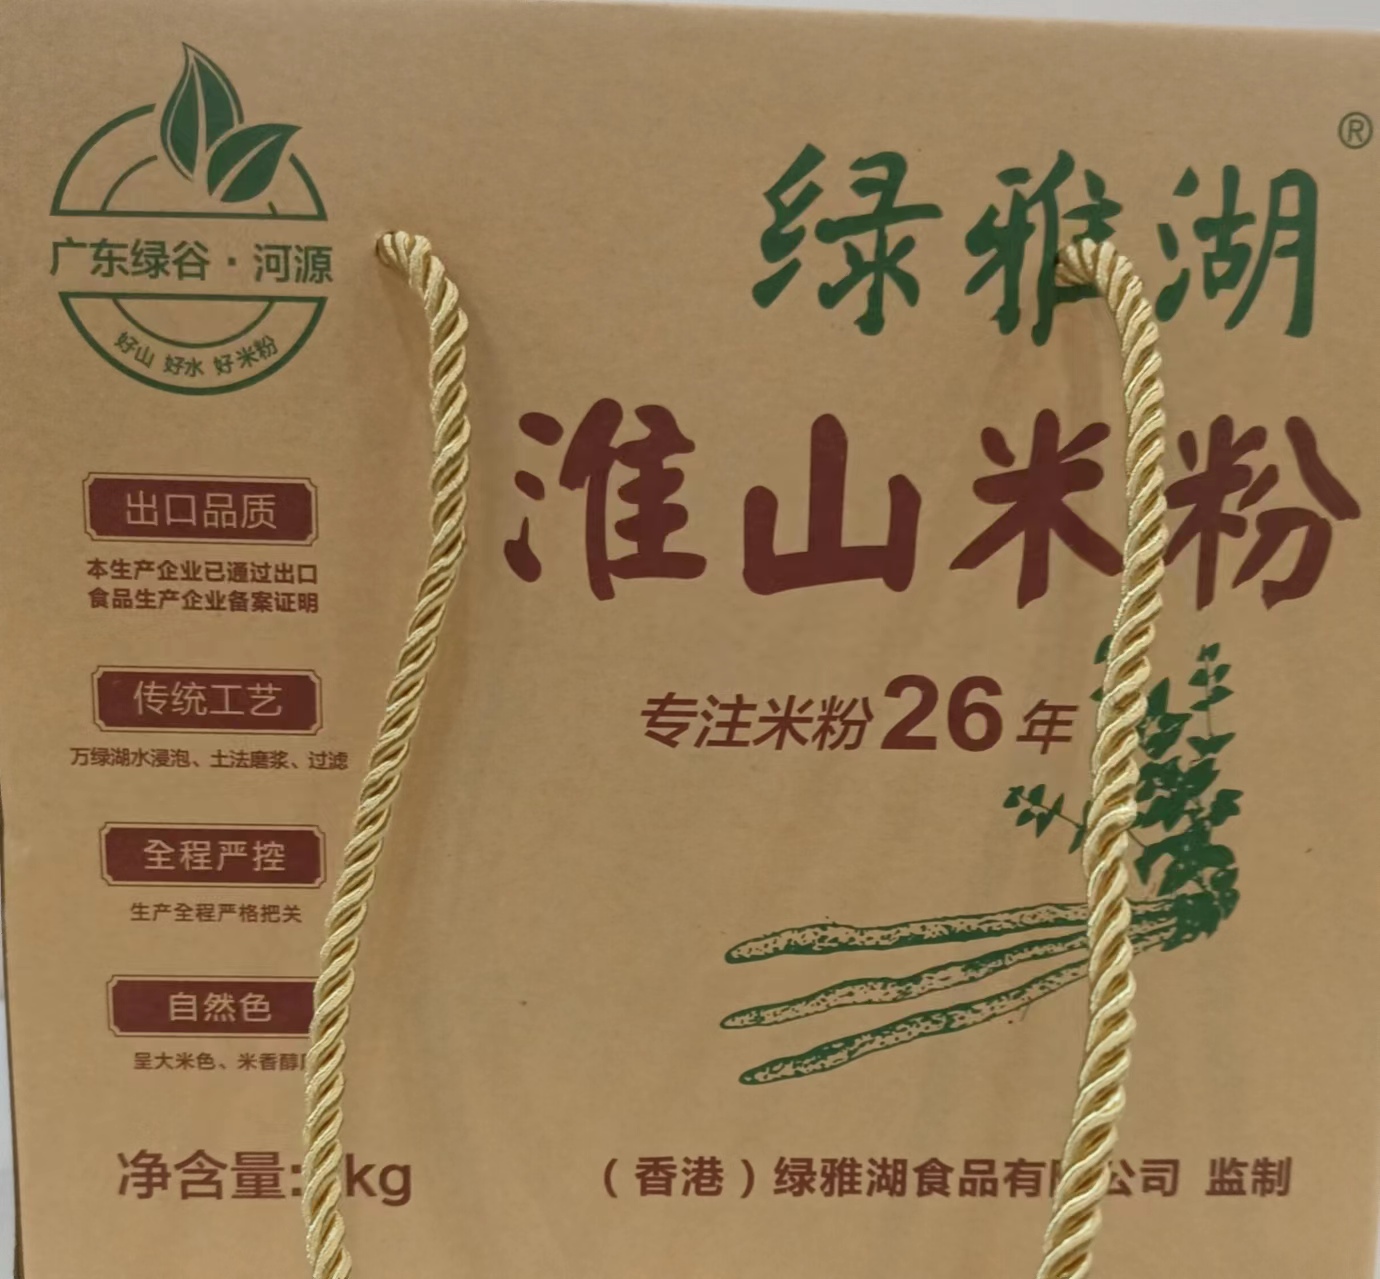 广东绿谷·河源
好山 好水 好米粉
绿雅湖®
淮山米粉
专注米粉26年
出口品质
本生产企业已通过出口
食品生产企业备案证明
传统工艺
万绿湖水浸泡、土法磨浆、过滤
全程严控
生产全程严格把关
自然色
呈大米色、米香醇
净含量: kg
（香港）绿雅湖食品有限公司 监制